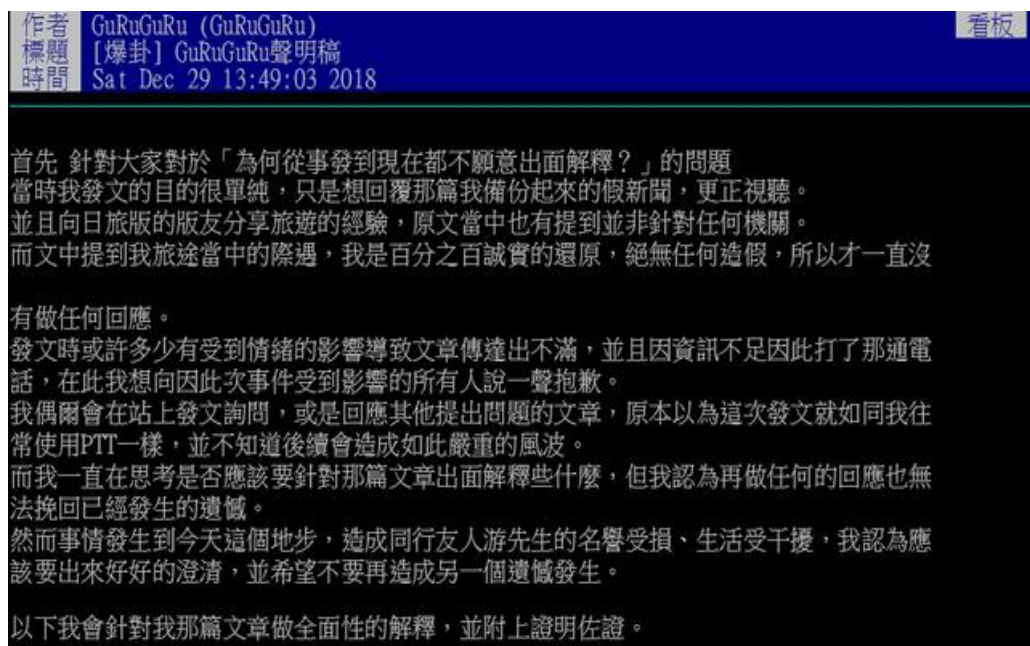 作者 GuRuGuRu (GuRuGuRu) 看板
標題 [爆卦] GuRuGuRu聲明稿
時間 Sat Dec 29 13:49:03 2018
首先 針對大家對於「為何從事發到現在都不願意出面解釋？」的問題
當時我發文的目的很單純，只是想回覆那篇我備份起來的假新聞，更正視聽。
並且向日旅版的版友分享旅遊的經驗，原文當中也有提到並非針對任何機關。
而文中提到我旅途當中的際遇，我是百分之百誠實的還原，絕無任何造假，所以才一直沒
有做任何回應。
發文時或許多少有受到情緒的影響導致文章傳達出不滿，並且因資訊不足因此打了那通電
話，在此我想向因此次事件受到影響的所有人說一聲抱歉。
我偶爾會在站上發文詢問，或是回應其他提出問題的文章，原本以為這次發文就如同我往
常使用PTT一樣，並不知道後續會造成如此嚴重的風波。
而我一直在思考是否應該要針對那篇文章出面解釋些什麼，但我認為再做任何的回應也無
法挽回已經發生的遺憾。
然而事情發生到今天這個地步，造成同行友人游先生的名譽受損、生活受干擾，我認為應
該要出來好好的澄清，並希望不要再造成另一個遺憾發生。
以下我會針對我那篇文章做全面性的解釋，並附上證明佐證。